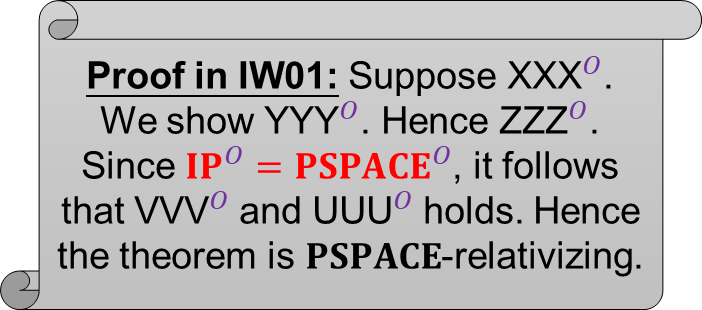 Proof in IW01: Suppose XXX^O.
We show YYY^O. Hence ZZZ^O.
Since IP^O = PSPACE^O, it follows
that VVV^O and UUU^O holds. Hence
the theorem is PSPACE-relativizing.